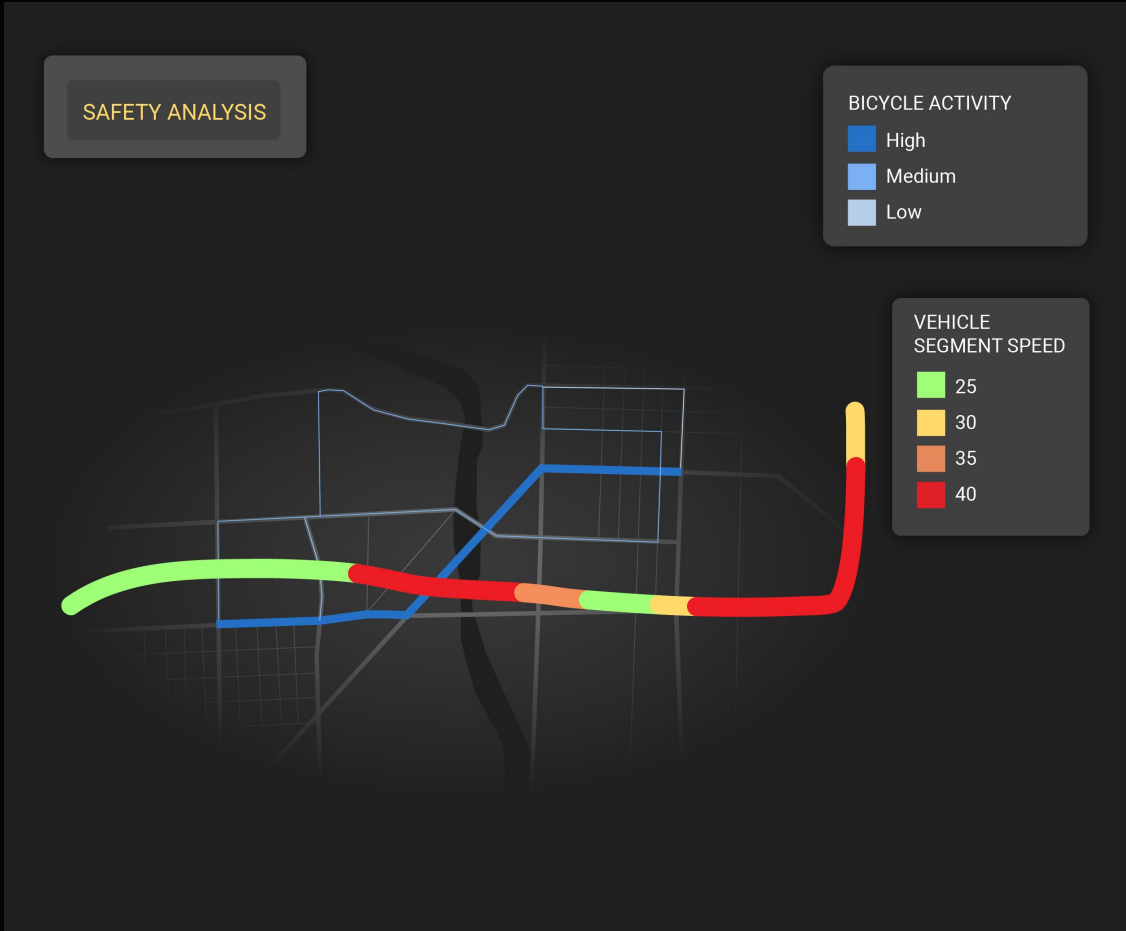 SAFETY ANALYSIS
BICYCLE ACTIVITY
High
Medium
Low
VEHICLE
SEGMENT SPEED
25
30
35
40